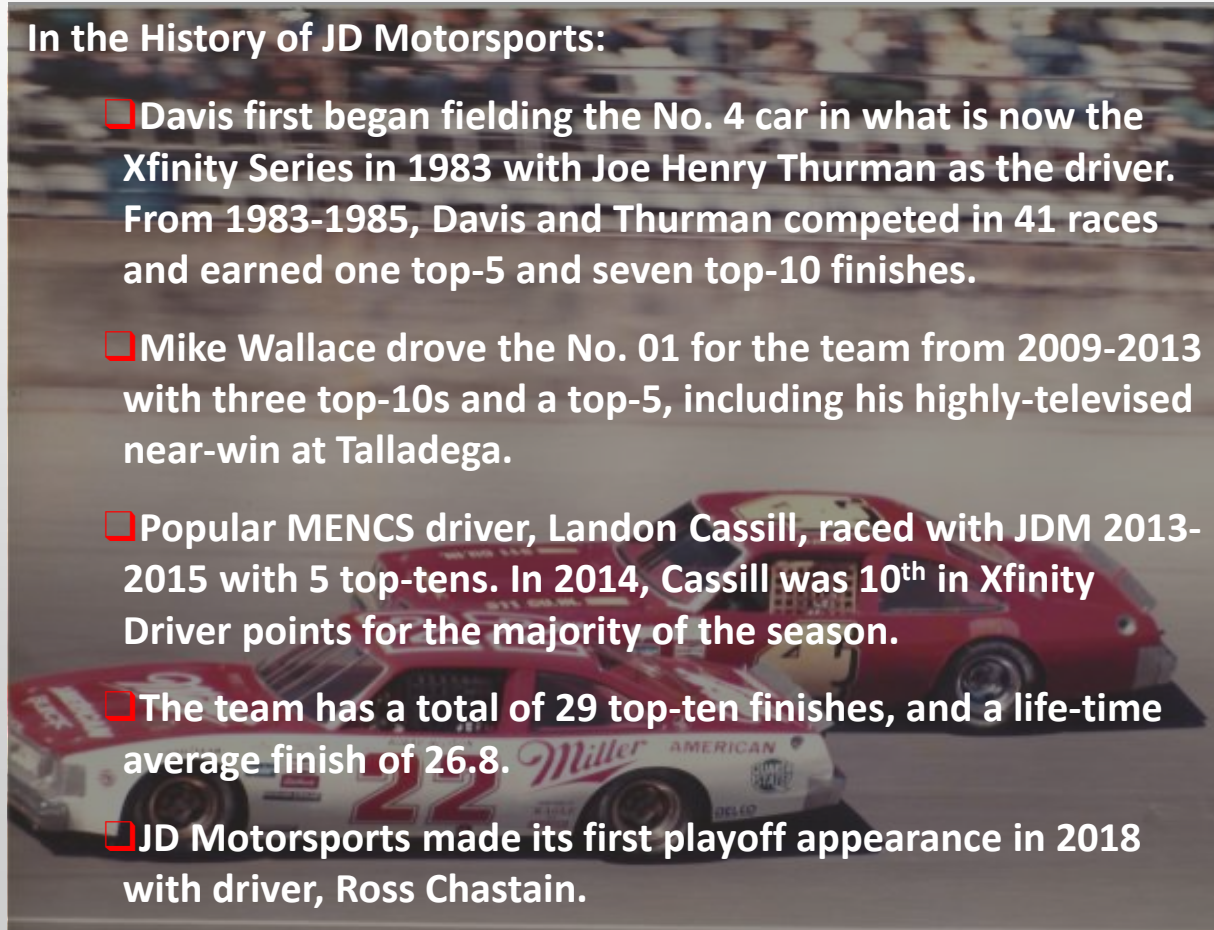 In the History of JD Motorsports:
❑Davis first began fielding the No. 4 car in what is now the
Xfinity Series in 1983 with Joe Henry Thurman as the driver.
From 1983-1985, Davis and Thurman competed in 41 races
and earned one top-5 and seven top-10 finishes.
❑Mike Wallace drove the No. 01 for the team from 2009-2013
with three top-10s and a top-5, including his highly-televised
near-win at Talladega.
❑Popular MENCS driver, Landon Cassill, raced with JDM 2013-
2015 with 5 top-tens. In 2014, Cassill was 10th in Xfinity
Driver points for the majority of the season.
❑The team has a total of 29 top-ten finishes, and a life-time
average finish of 26.8.
Miller AMERICAN
22
❑JD Motorsports made its first playoff appearance in 2018
with driver, Ross Chastain.